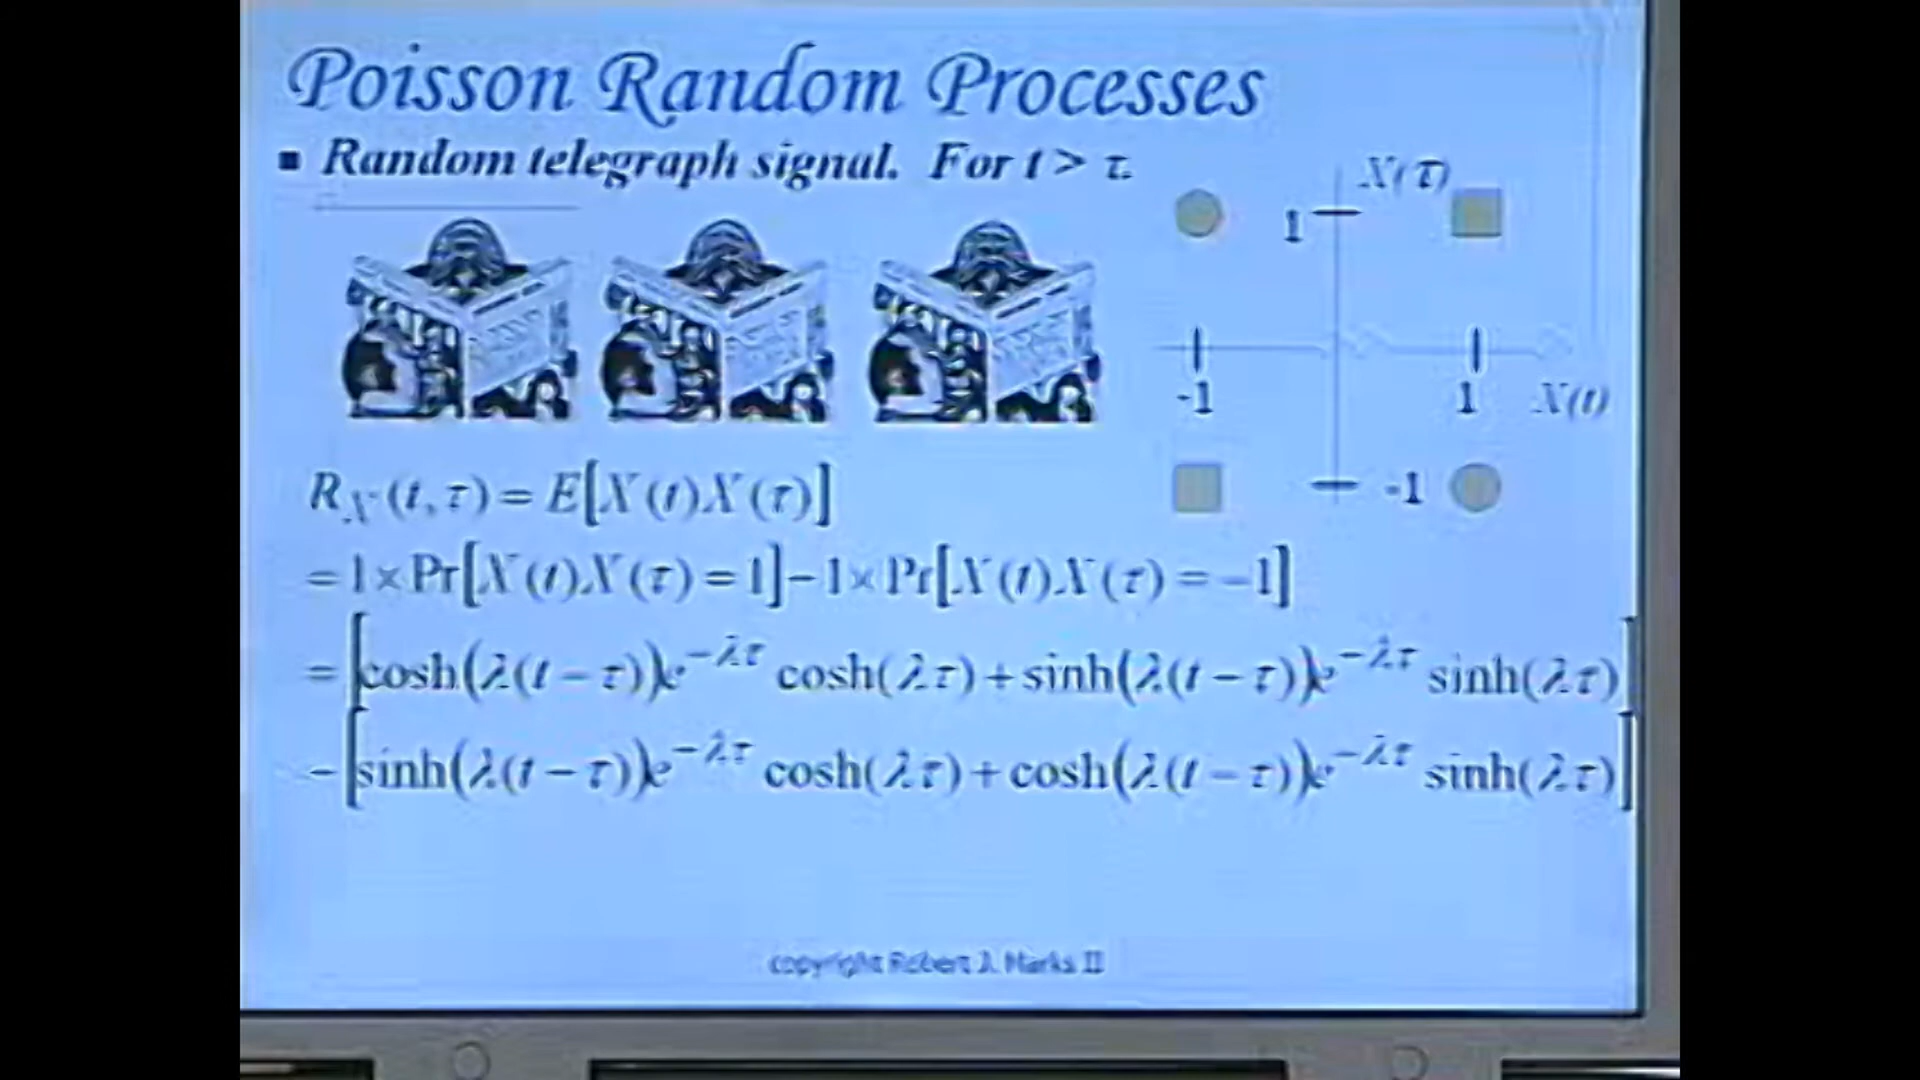 Poisson Random Processes
▪ Random telegraph signal. For t > τ.
X(τ)
1
-1 1 X(t)
-1
R_X(t,τ) = E[X(t)X(τ)]
= 1×Pr[X(t)X(τ) = 1] − 1×Pr[X(t)X(τ) = −1]
= [cosh(λ(t − τ))e^{−λτ} cosh(λτ) + sinh(λ(t − τ))e^{−λτ} sinh(λτ)]
− [sinh(λ(t − τ))e^{−λτ} cosh(λτ) + cosh(λ(t − τ))e^{−λτ} sinh(λτ)]
copyright Robert J. Marks II